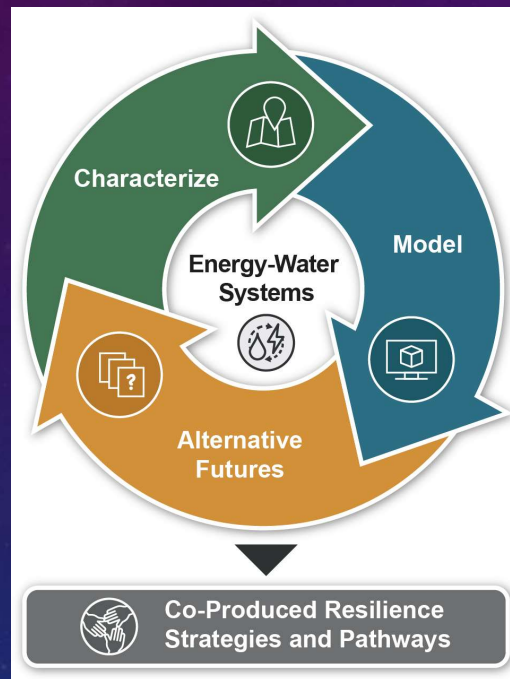 Characterize
Model
Energy-Water
Systems
?
Alternative
Futures
Co-Produced Resilience
Strategies and Pathways